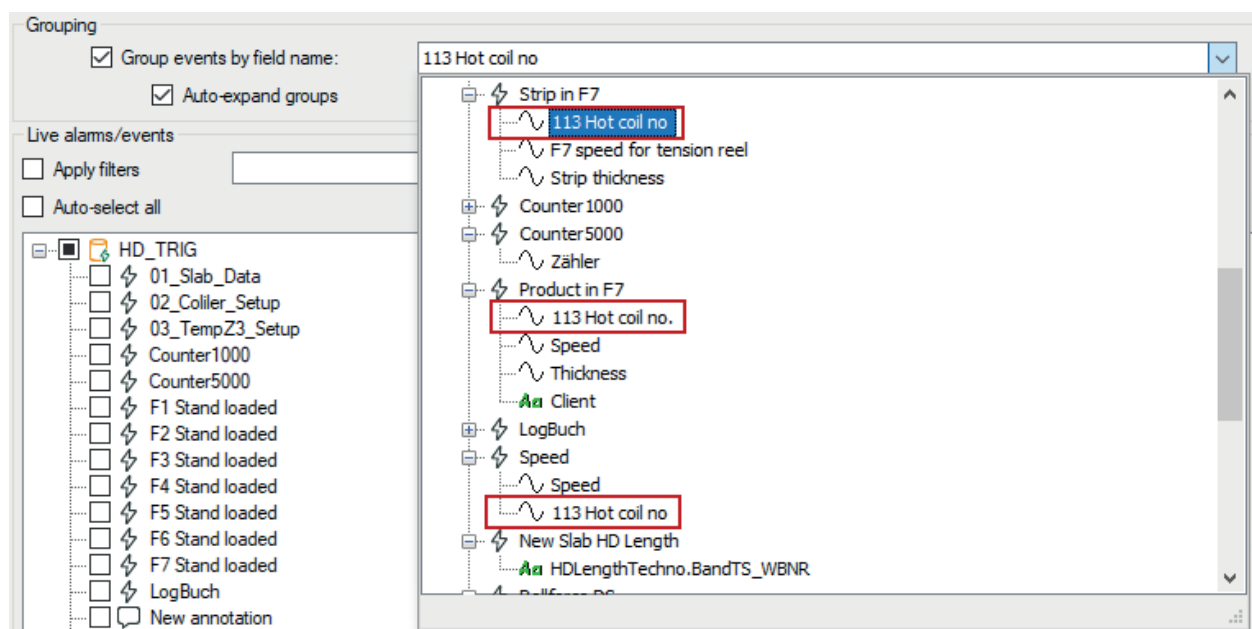 Grouping
Group events by field name:
113 Hot coil no
Auto-expand groups
Live alarms/events
Apply filters
Auto-select all
HD_TRIG
01_Slab_Data
02_Coliler_Setup
03_TempZ3_Setup
Counter1000
Counter5000
F1 Stand loaded
F2 Stand loaded
F3 Stand loaded
F4 Stand loaded
F5 Stand loaded
F6 Stand loaded
F7 Stand loaded
LogBuch
New annotation
Strip in F7
113 Hot coil no
F7 speed for tension reel
Strip thickness
Counter1000
Counter5000
Zähler
Product in F7
113 Hot coil no.
Speed
Thickness
Aa Client
LogBuch
Speed
Speed
113 Hot coil no
New Slab HD Length
Aa HDLengthTechno.BandTS_WBNR